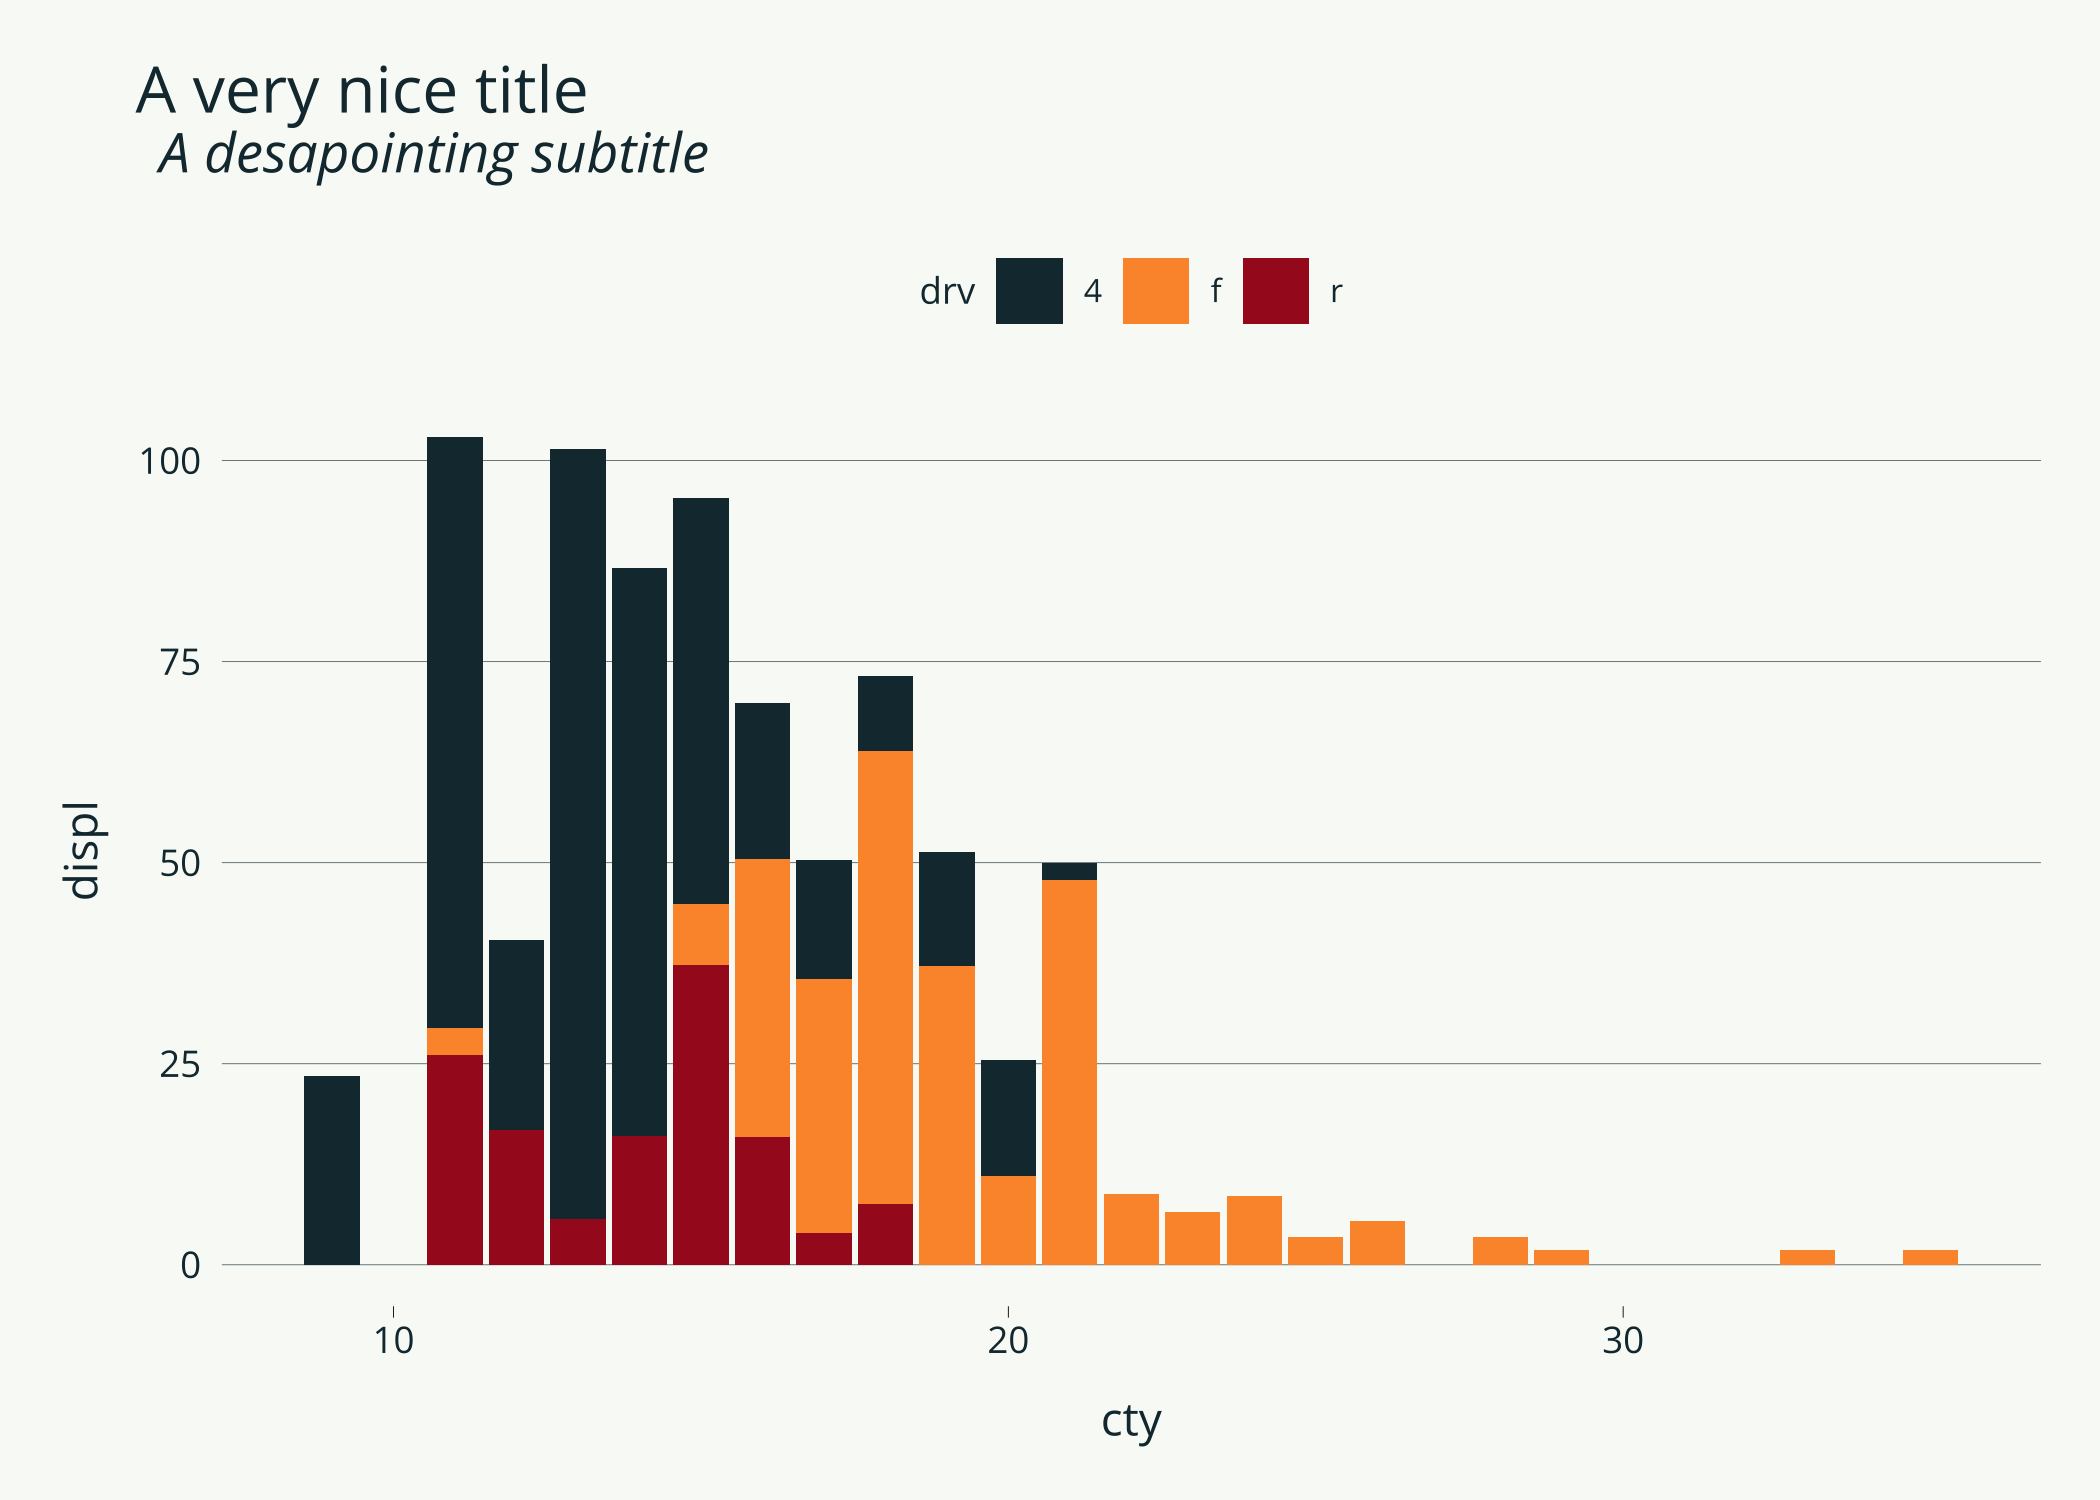 A very nice title
A desapointing subtitle
drv 4 f r
100
75
50
25
0
displ
10 20 30
cty